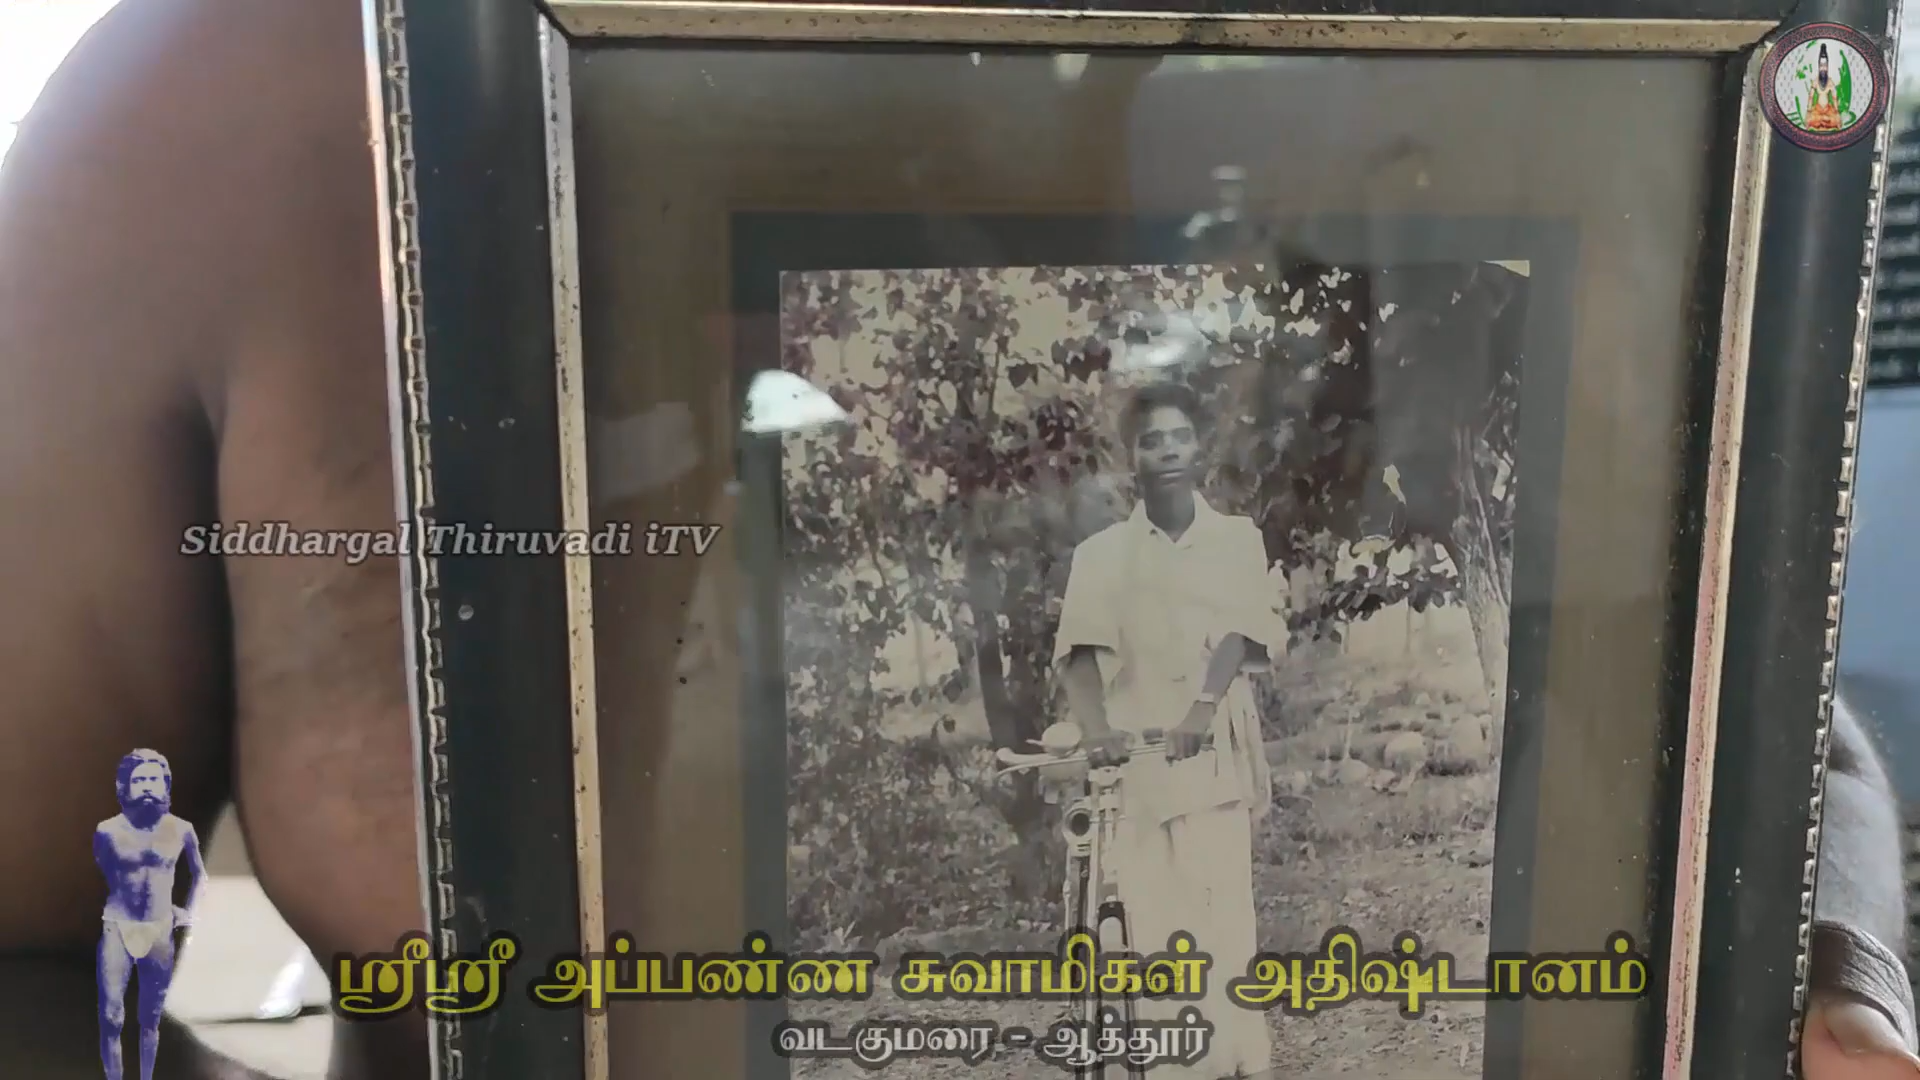 Siddhargal Thiruvadi iTV
ஶ்ரீஶ்ரீ அப்பண்ண சுவாமிகள் அதிஷ்டானம்
வடகுமரை - ஆத்தூர்